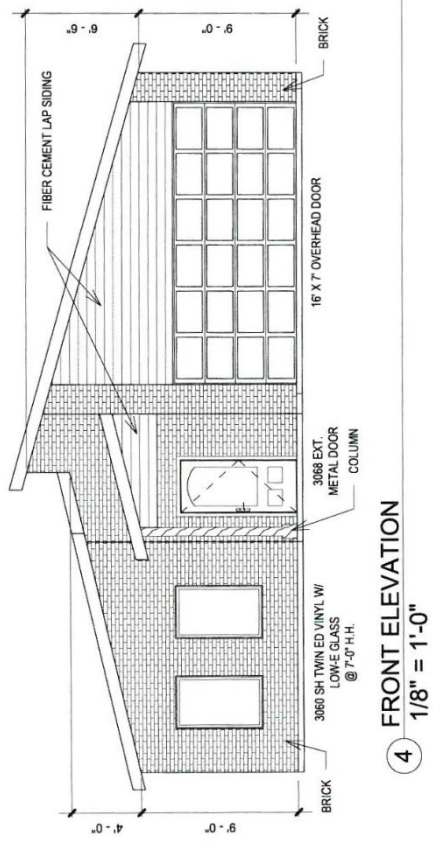 6' - 6"
9' - 0"
FIBER CEMENT LAP SIDING
BRICK
16' X 7' OVERHEAD DOOR
3068 EXT.
METAL DOOR
COLUMN
3060 SH TWIN ED VINYL W/
LOW-E GLASS
@ 7'-0" H.H.
BRICK
4' - 0"
9' - 0"
4 FRONT ELEVATION
1/8" = 1'-0"